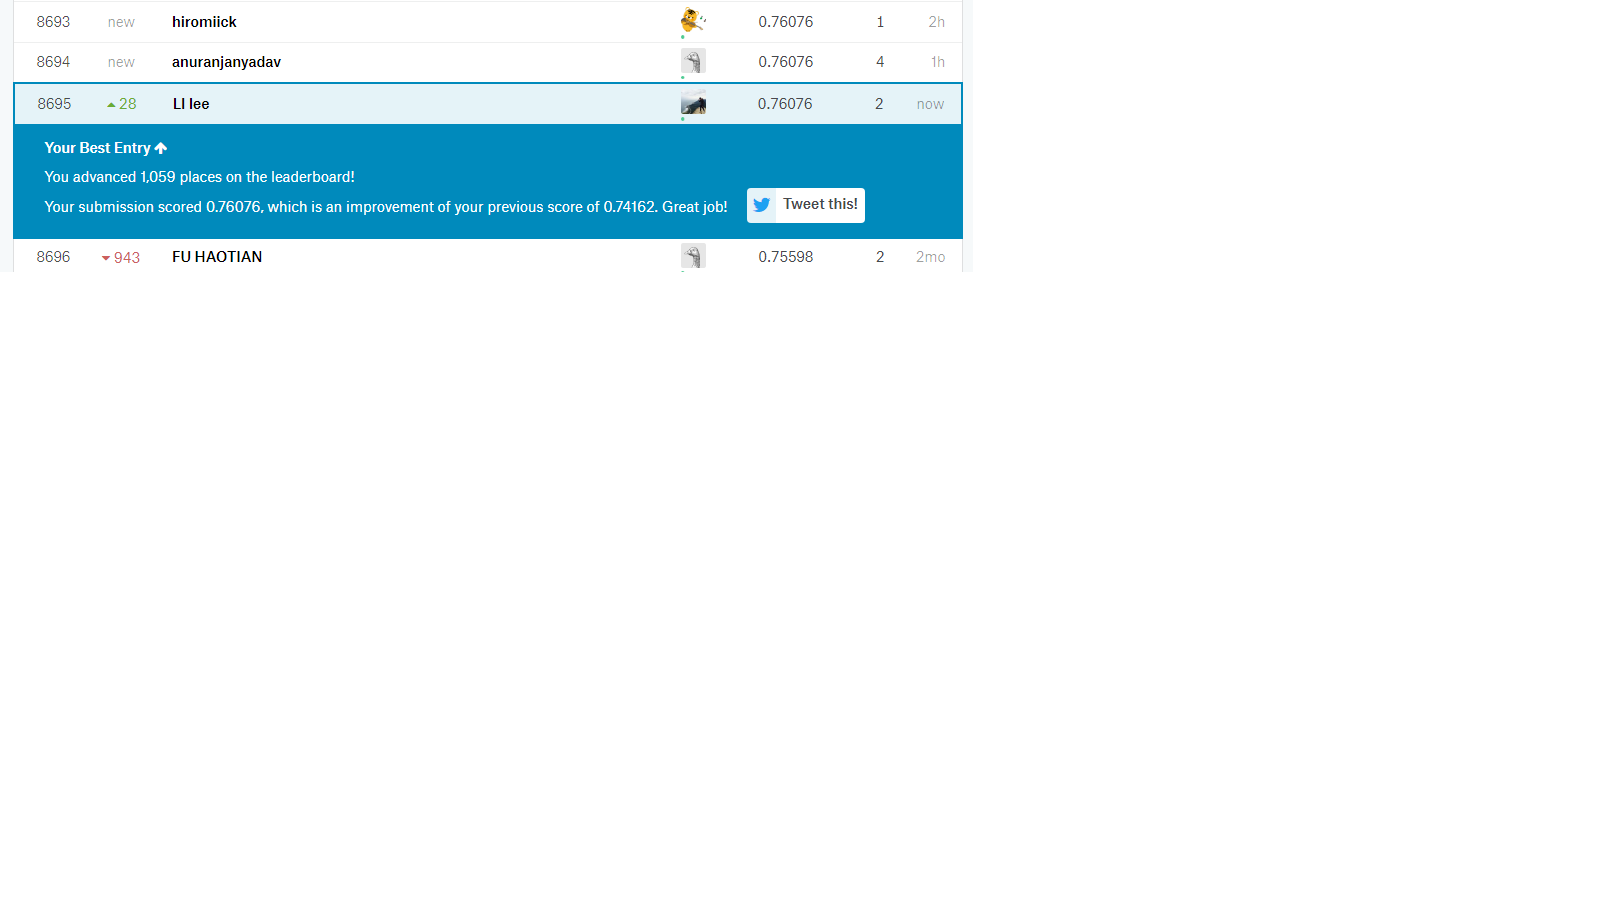 8693 new hiromiick 0.76076 1 2h
8694 new anuranjanyadav 0.76076 4 1h
8695 28 LI lee 0.76076 2 now
Your Best Entry
You advanced 1,059 places on the leaderboard!
Your submission scored 0.76076, which is an improvement of your previous score of 0.74162. Great job! Tweet this!
8696 943 FU HAOTIAN 0.75598 2 2mo